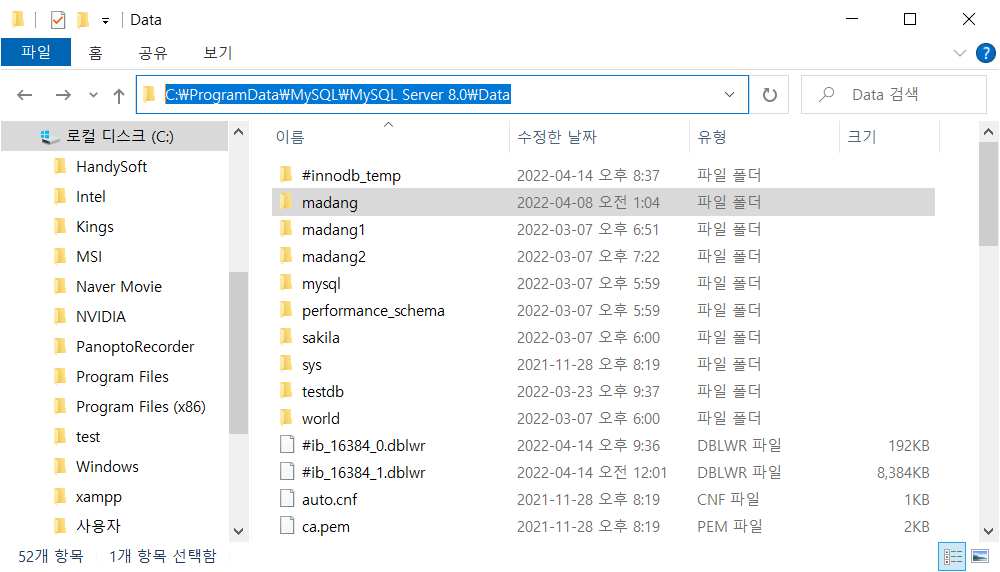 Data
파일 홈 공유 보기
C:₩ProgramData₩MySQL₩MySQL Server 8.0₩Data
Data 검색
로컬 디스크 (C:)
HandySoft
Intel
Kings
MSI
Naver Movie
NVIDIA
PanoptoRecorder
Program Files
Program Files (x86)
test
Windows
xampp
사용자
이름 수정한 날짜 유형 크기
#innodb_temp 2022-04-14 오후 8:37 파일 폴더
madang 2022-04-08 오전 1:04 파일 폴더
madang1 2022-03-07 오후 6:51 파일 폴더
madang2 2022-03-07 오후 7:22 파일 폴더
mysql 2022-03-07 오후 5:59 파일 폴더
performance_schema 2022-03-07 오후 5:59 파일 폴더
sakila 2022-03-07 오후 6:00 파일 폴더
sys 2021-11-28 오후 8:19 파일 폴더
testdb 2022-03-23 오후 9:37 파일 폴더
world 2022-03-07 오후 6:00 파일 폴더
#ib_16384_0.dblwr 2022-04-14 오후 9:36 DBLWR 파일 192KB
#ib_16384_1.dblwr 2022-04-14 오전 12:01 DBLWR 파일 8,384KB
auto.cnf 2021-11-28 오후 8:19 CNF 파일 1KB
ca.pem 2021-11-28 오후 8:19 PEM 파일 2KB
52개 항목 1개 항목 선택함